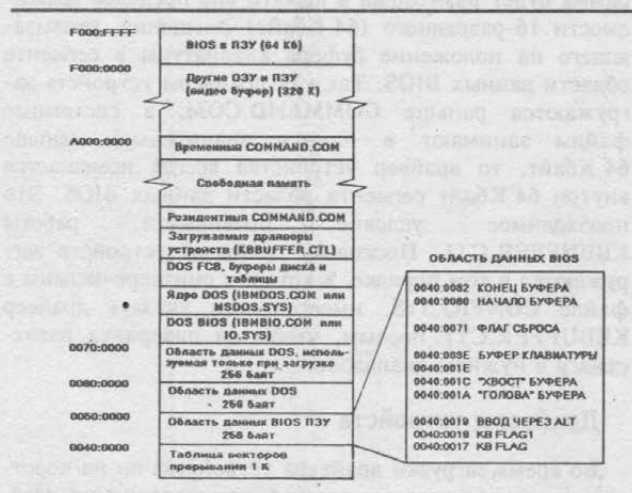 F000:FFFF
BIOS в ПЗУ (64 Кб)
F000:0000
Другие ОЗУ и ПЗУ
(видео буфер) (320 К)
A000:0000
Временный COMMAND.COM
Свободная память
Резидентный COMMAND.COM
Загружаемые драйверы
устройств (KBBUFFER.CTL)
DOS FCB, буферы диска и
таблицы
Ядро DOS (IBMDOS.COM или
MSDOS.SYS)
DOS BIOS (IBMBIO.COM или
IO.SYS)
0070:0000
Область данных DOS, исполь-
зуемая только при загрузке
256 байт
0060:0000
Область данных DOS
256 байт
0050:0000
Область данных BIOS ПЗУ
256 байт
0040:0000
Таблица векторов
прерываний 1 К
ОБЛАСТЬ ДАННЫХ BIOS
0040:0082 КОНЕЦ БУФЕРА
0040:0080 НАЧАЛО БУФЕРА
0040:0071 ФЛАГ СБРОСА
0040:003E БУФЕР КЛАВИАТУРЫ
0040:001E
0040:001C "ХВОСТ" БУФЕРА
0040:001A "ГОЛОВА" БУФЕРА
0040:0019 ВВОД ЧЕРЕЗ ALT
0040:0018 KB FLAG1
0040:0017 KB FLAG